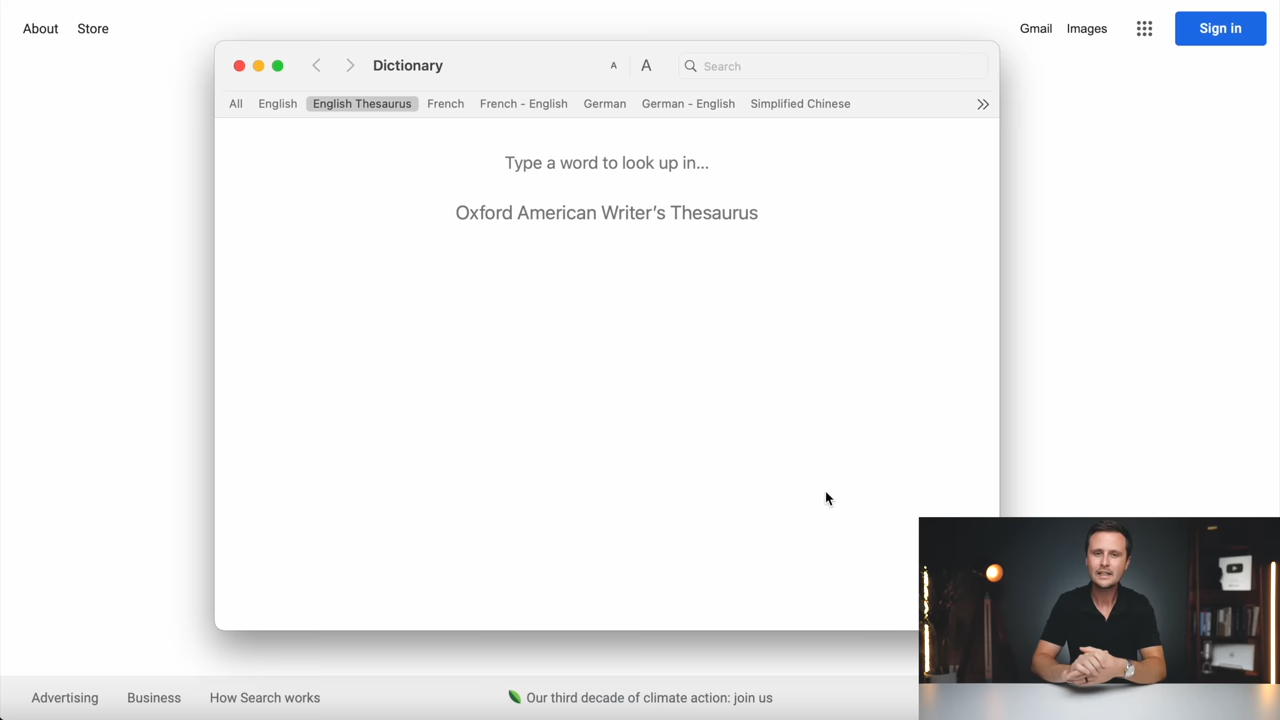 About Store
Gmail Images Sign in
Dictionary
A A Search
All English English Thesaurus French French - English German German - English Simplified Chinese
Type a word to look up in...
Oxford American Writer's Thesaurus
Advertising Business How Search works
Our third decade of climate action: join us